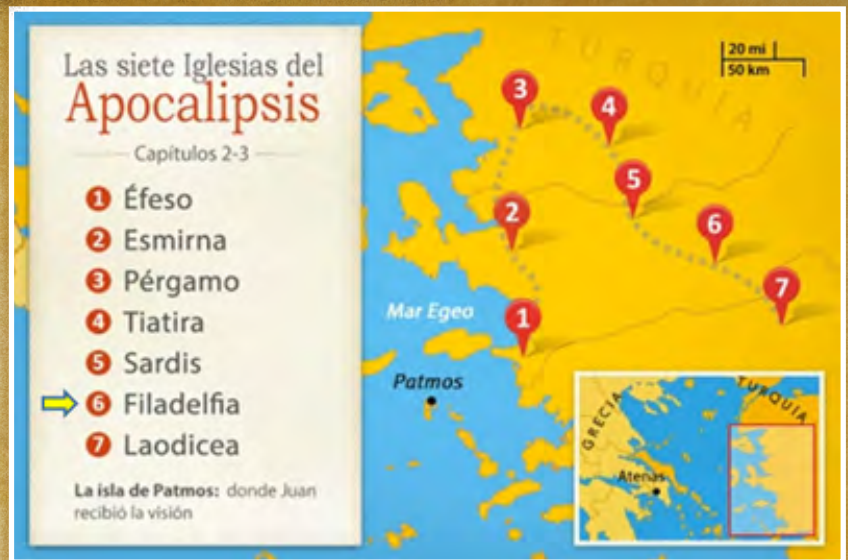 Las siete Iglesias del
Apocalipsis
Capítulos 2-3
1 Éfeso
2 Esmirna
3 Pérgamo
4 Tiatira
5 Sardis
6 Filadelfia
7 Laodicea
La isla de Patmos: donde Juan
recibió la visión
TURQUÍA
20 mi
50 km
3
4
5
2
6
7
1
Mar Egeo
Patmos
GRECIA
TURQUÍA
Atenas